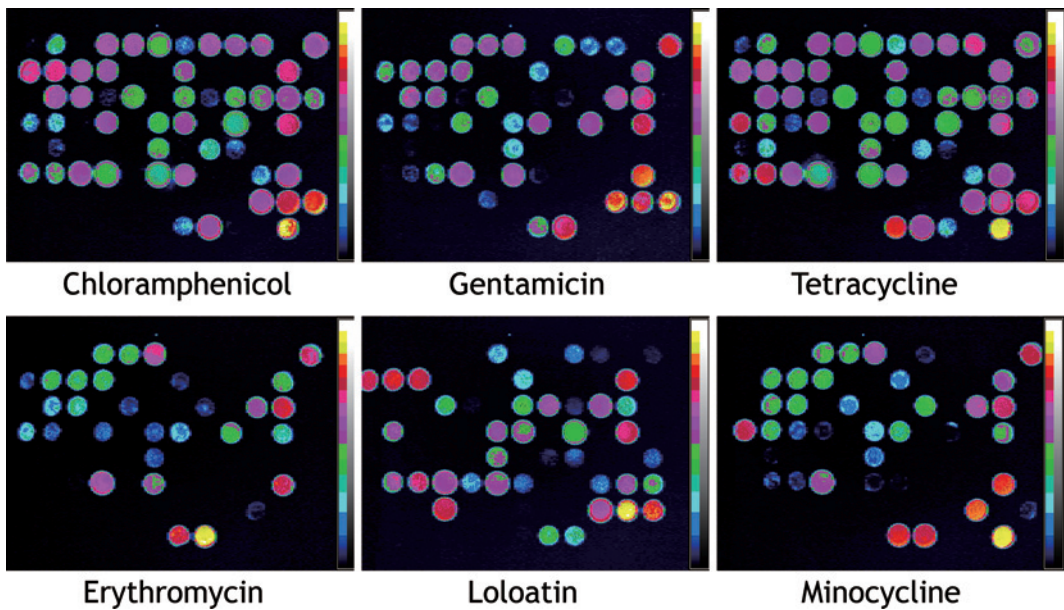 Chloramphenicol
Gentamicin
Tetracycline
Erythromycin
Loloatin
Minocycline